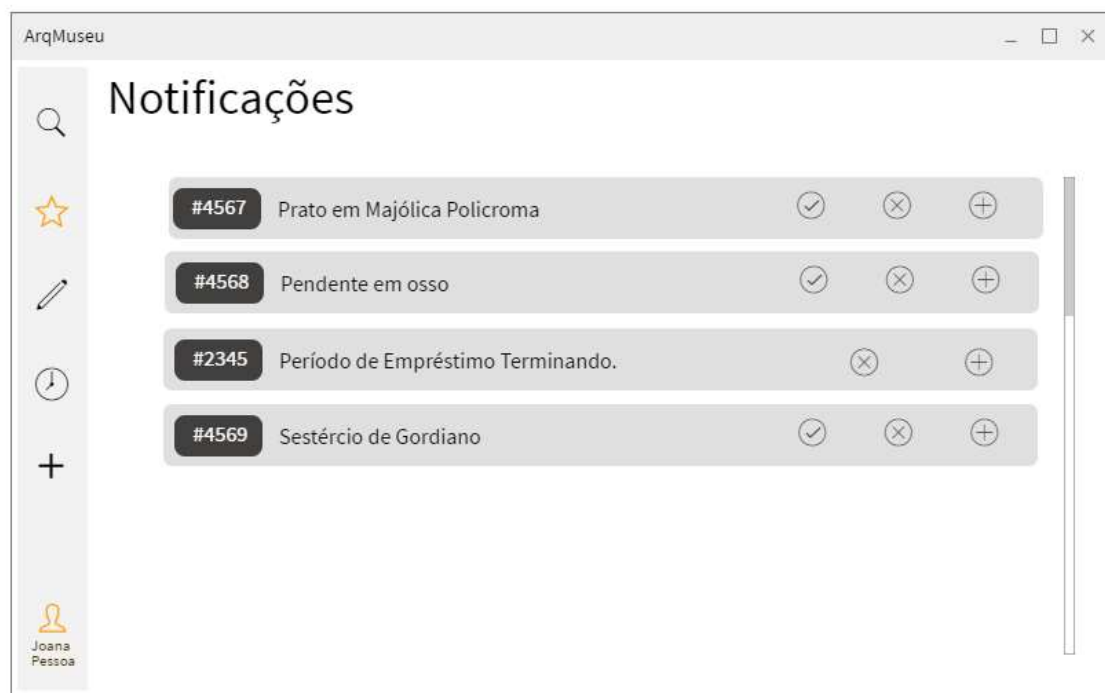 ArqMuseu
Notificações
#4567 Prato em Majólica Policroma
#4568 Pendente em osso
#2345 Período de Empréstimo Terminando.
#4569 Sestércio de Gordiano
Joana
Pessoa